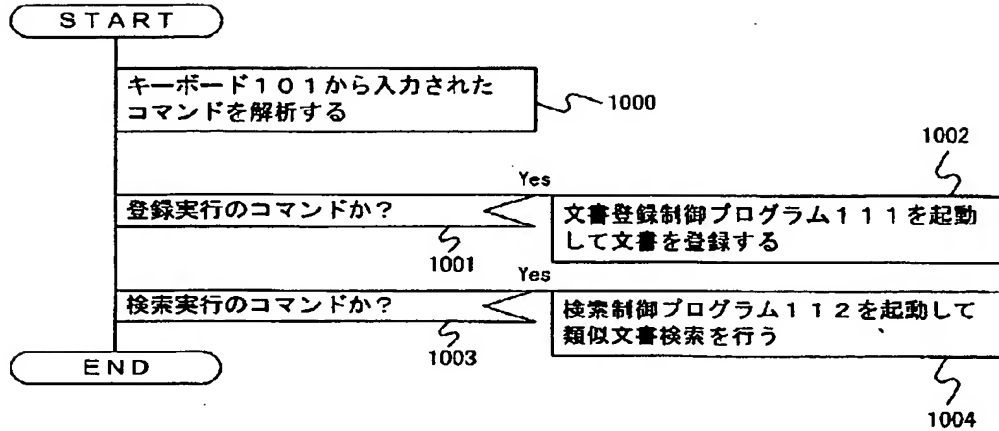 START
キーボード101から入力された
コマンドを解析する
1000
1002
Yes
登録実行のコマンドか?
文書登録制御プログラム111を起動
して文書を登録する
1001
Yes
検索実行のコマンドか?
検索制御プログラム112を起動して
類似文書検索を行う
1003
END
1004